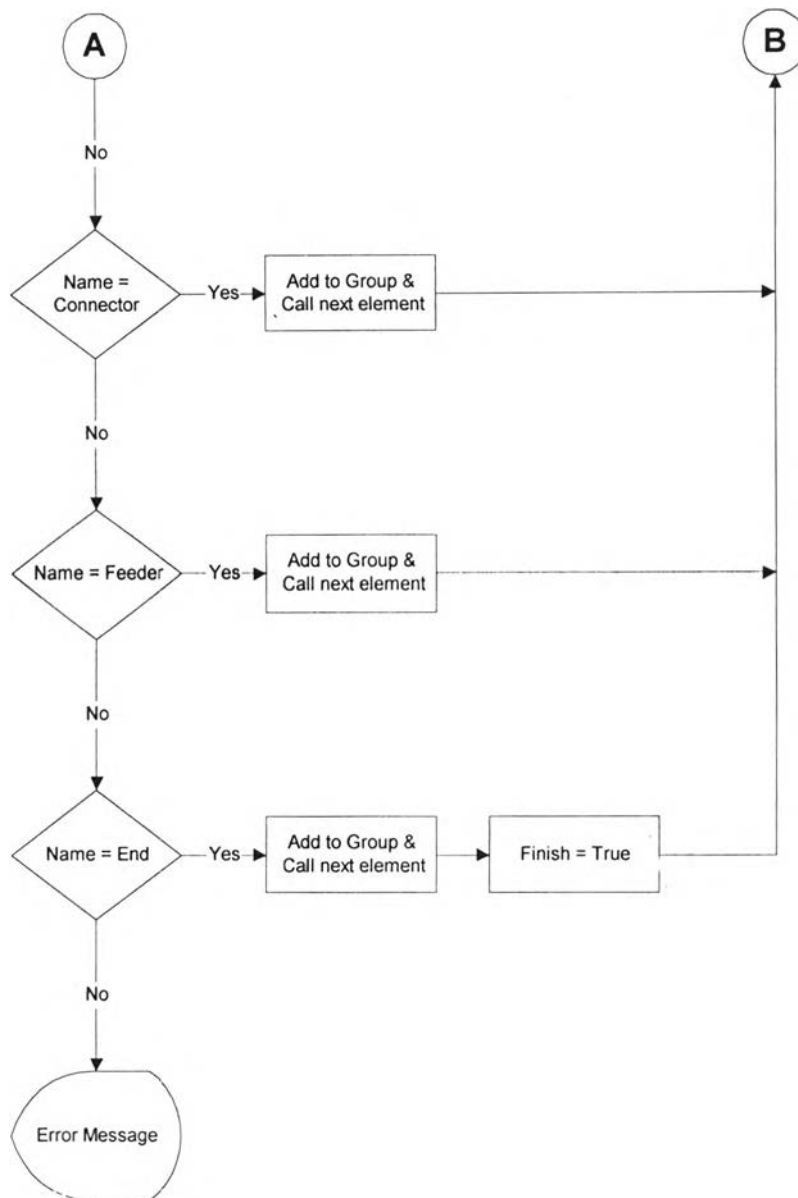 A
B
No
Name =
Connector
Yes
Add to Group &
Call next element
No
Name = Feeder
Yes
Add to Group &
Call next element
No
Name = End
Yes
Add to Group &
Call next element
Finish = True
No
Error Message